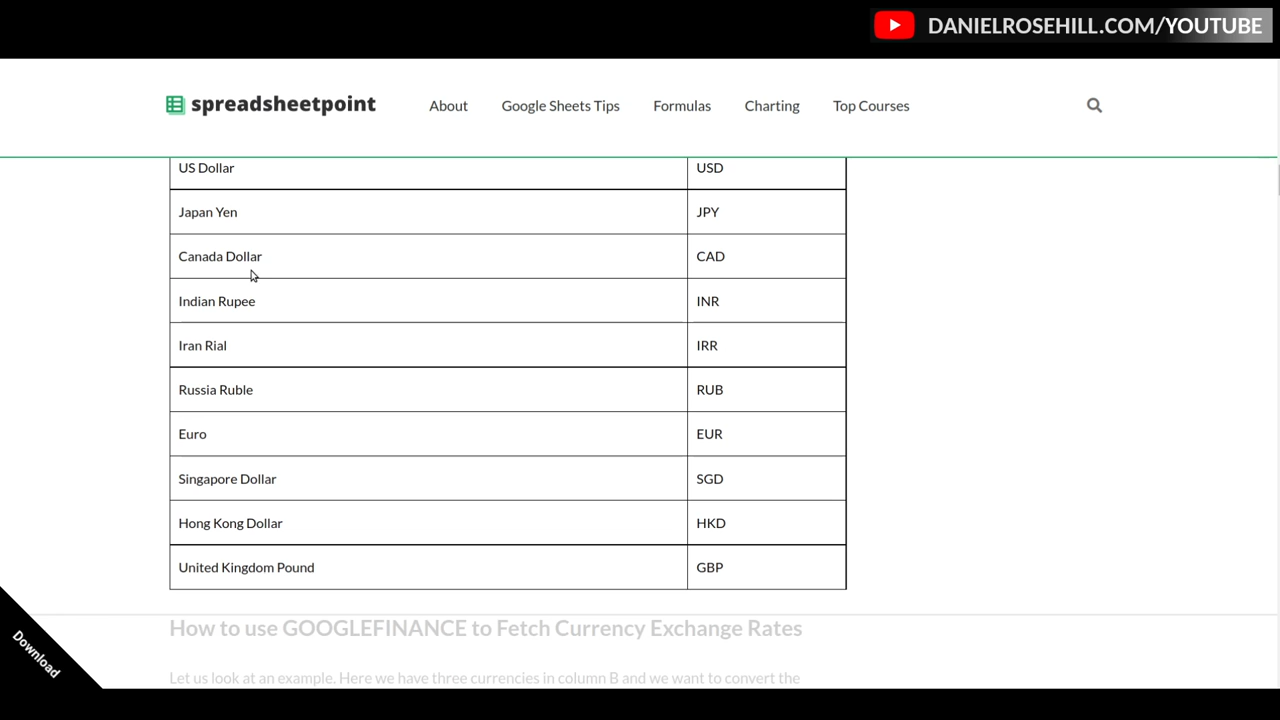 DANIELROSEHILL.COM/YOUTUBE
spreadsheetpoint About Google Sheets Tips Formulas Charting Top Courses
US Dollar USD
Japan Yen JPY
Canada Dollar CAD
Indian Rupee INR
Iran Rial IRR
Russia Ruble RUB
Euro EUR
Singapore Dollar SGD
Hong Kong Dollar HKD
United Kingdom Pound GBP
How to use GOOGLEFINANCE to Fetch Currency Exchange Rates
Let us look at an example. Here we have three currencies in column B and we want to convert the
Download